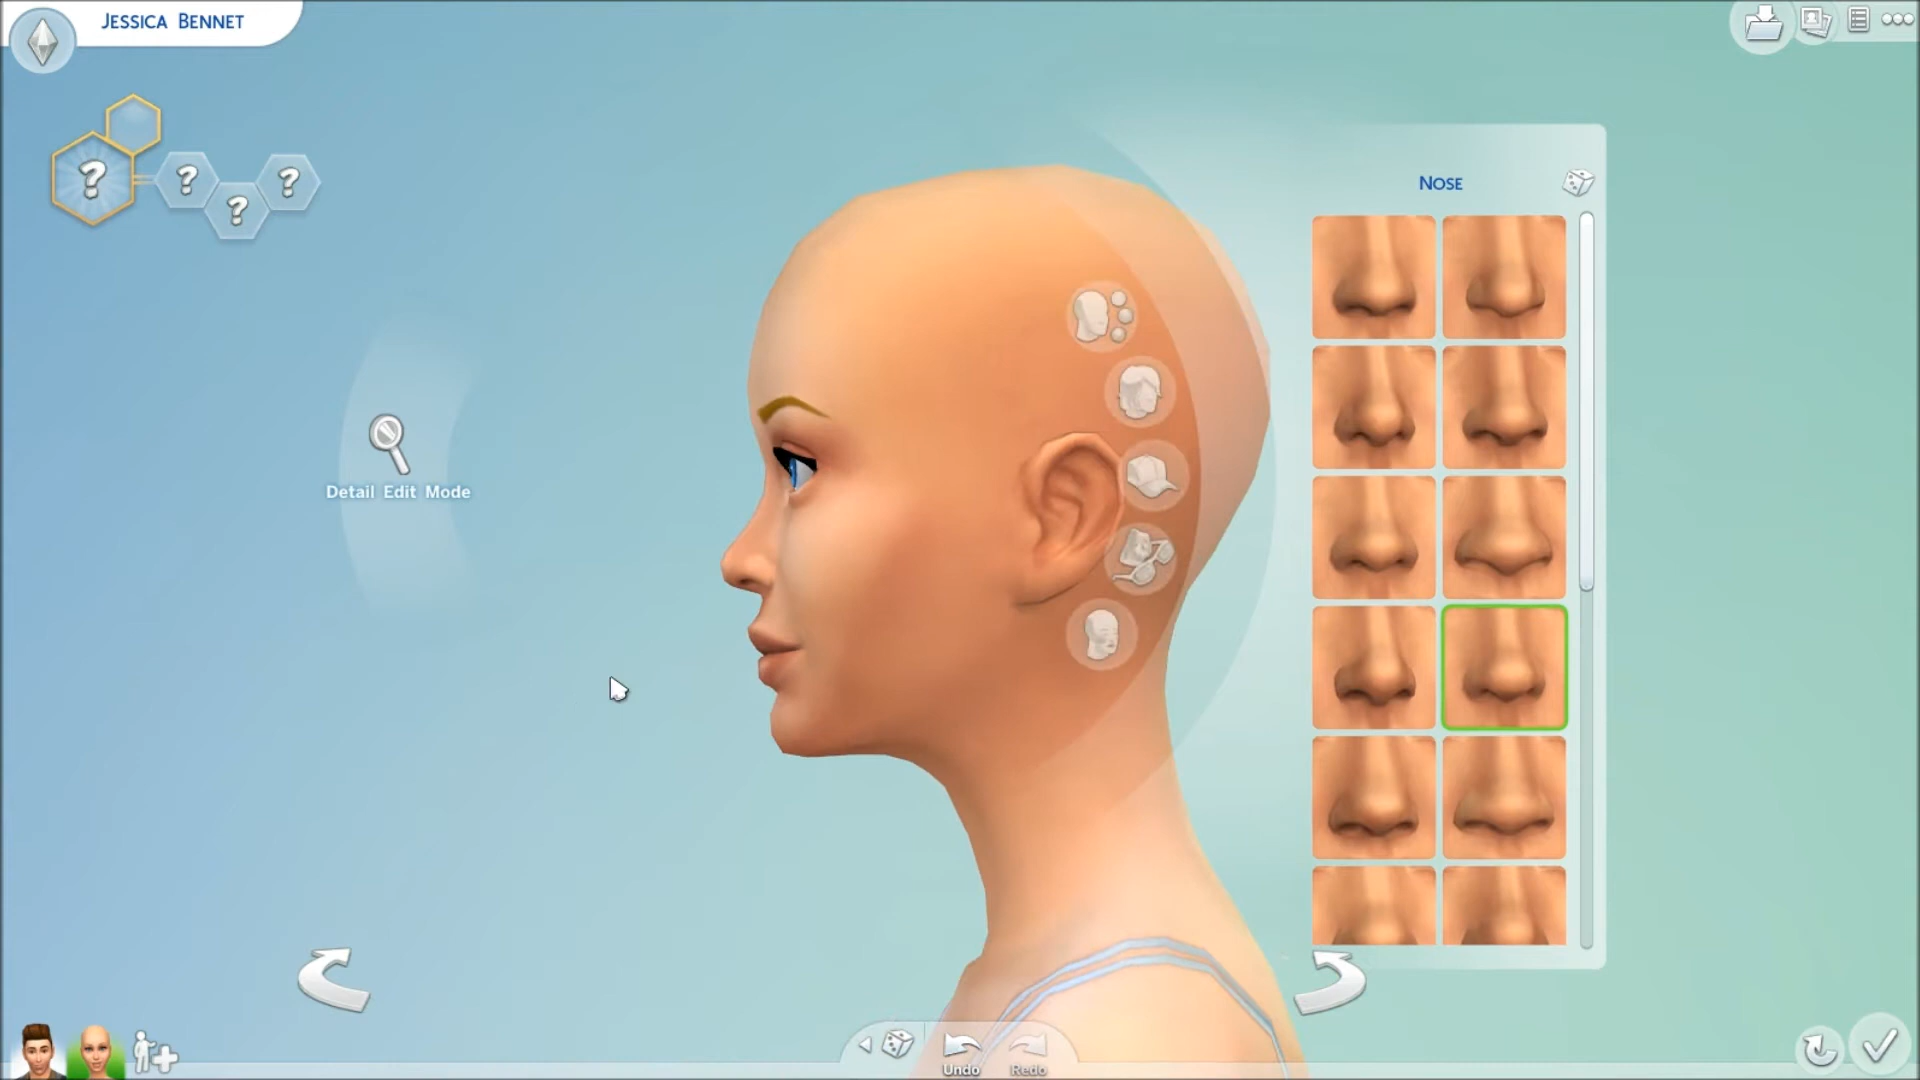 JESSICA BENNET
?
?
?
?
NOSE
Detail Edit Mode
Undo
Redo